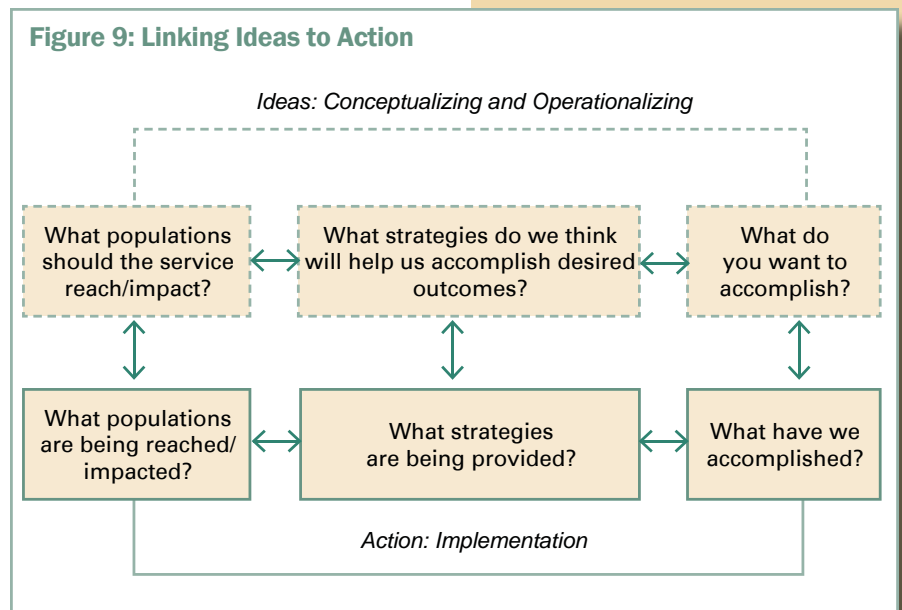 Figure 9: Linking Ideas to Action
Ideas: Conceptualizing and Operationalizing
What populations
should the service
reach/impact?
What strategies do we think
will help us accomplish desired
outcomes?
What do
you want to
accomplish?
What populations
are being reached/
impacted?
What strategies
are being provided?
What have we
accomplished?
Action: Implementation